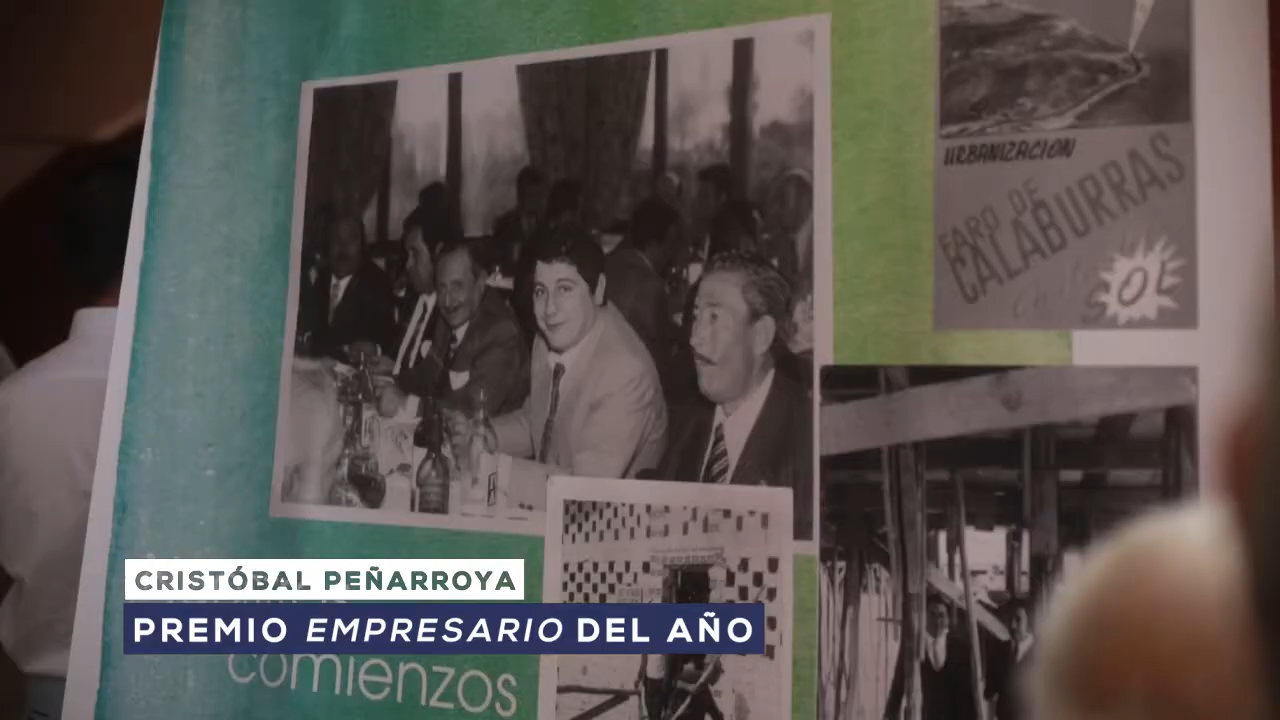 URBANIZACION
FARO DE
CALABURRAS
SOL
CRISTÓBAL PEÑARROYA
PREMIO EMPRESARIO DEL AÑO
comienzos